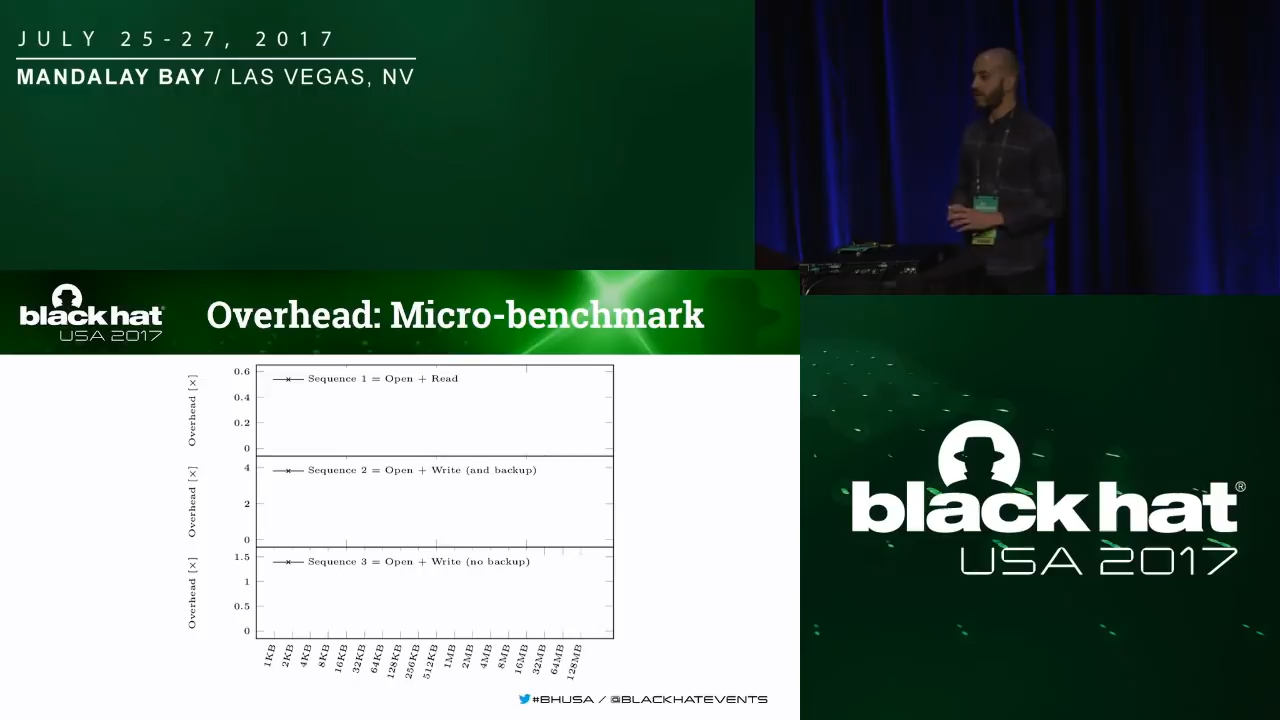 JULY 25-27, 2017
MANDALAY BAY / LAS VEGAS, NV
black hat
USA 2017
Overhead: Micro-benchmark
Overhead [×]
0.6
0.4
0.2
0
Sequence 1 = Open + Read
Overhead [×]
4
2
0
Sequence 2 = Open + Write (and backup)
Overhead [×]
1.5
1
0.5
0
Sequence 3 = Open + Write (no backup)
1KB
2KB
4KB
8KB
16KB
32KB
64KB
128KB
256KB
512KB
1MB
2MB
4MB
8MB
16MB
32MB
64MB
128MB
#BHUSA / @BLACKHATEVENTS
black hat®
USA 2017